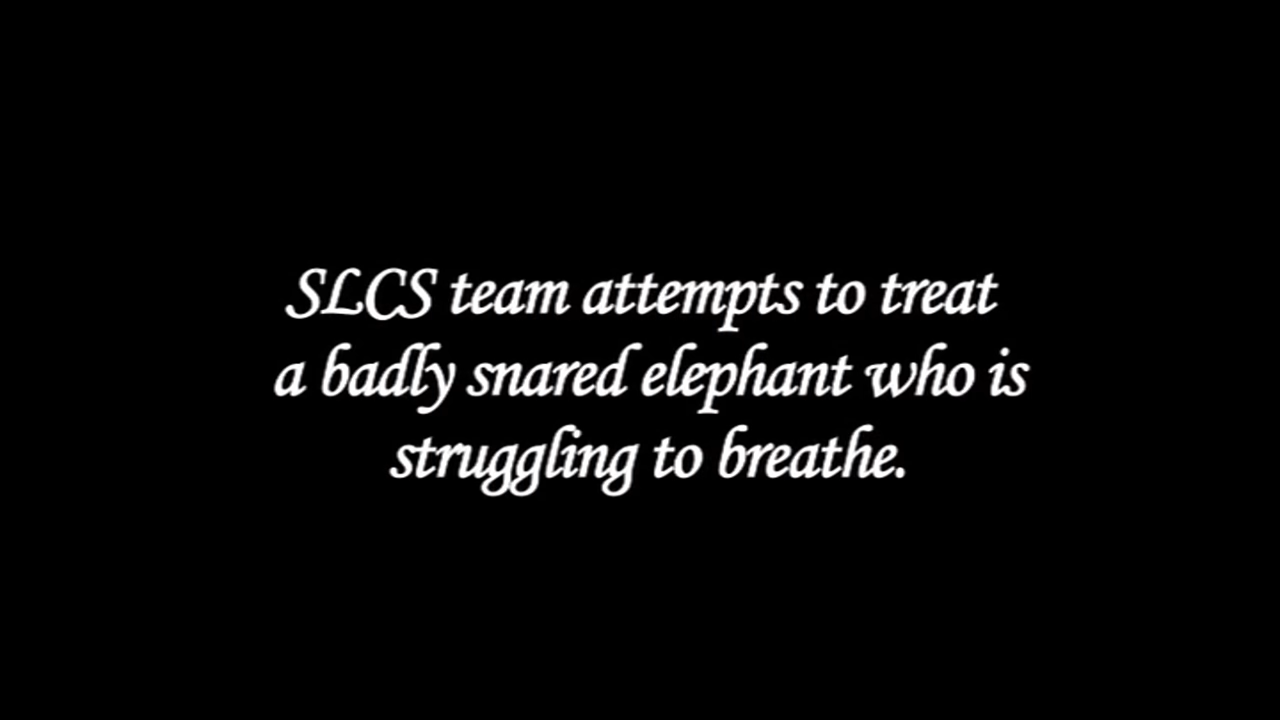 SLCS team attempts to treat
a badly snared elephant who is
struggling to breathe.